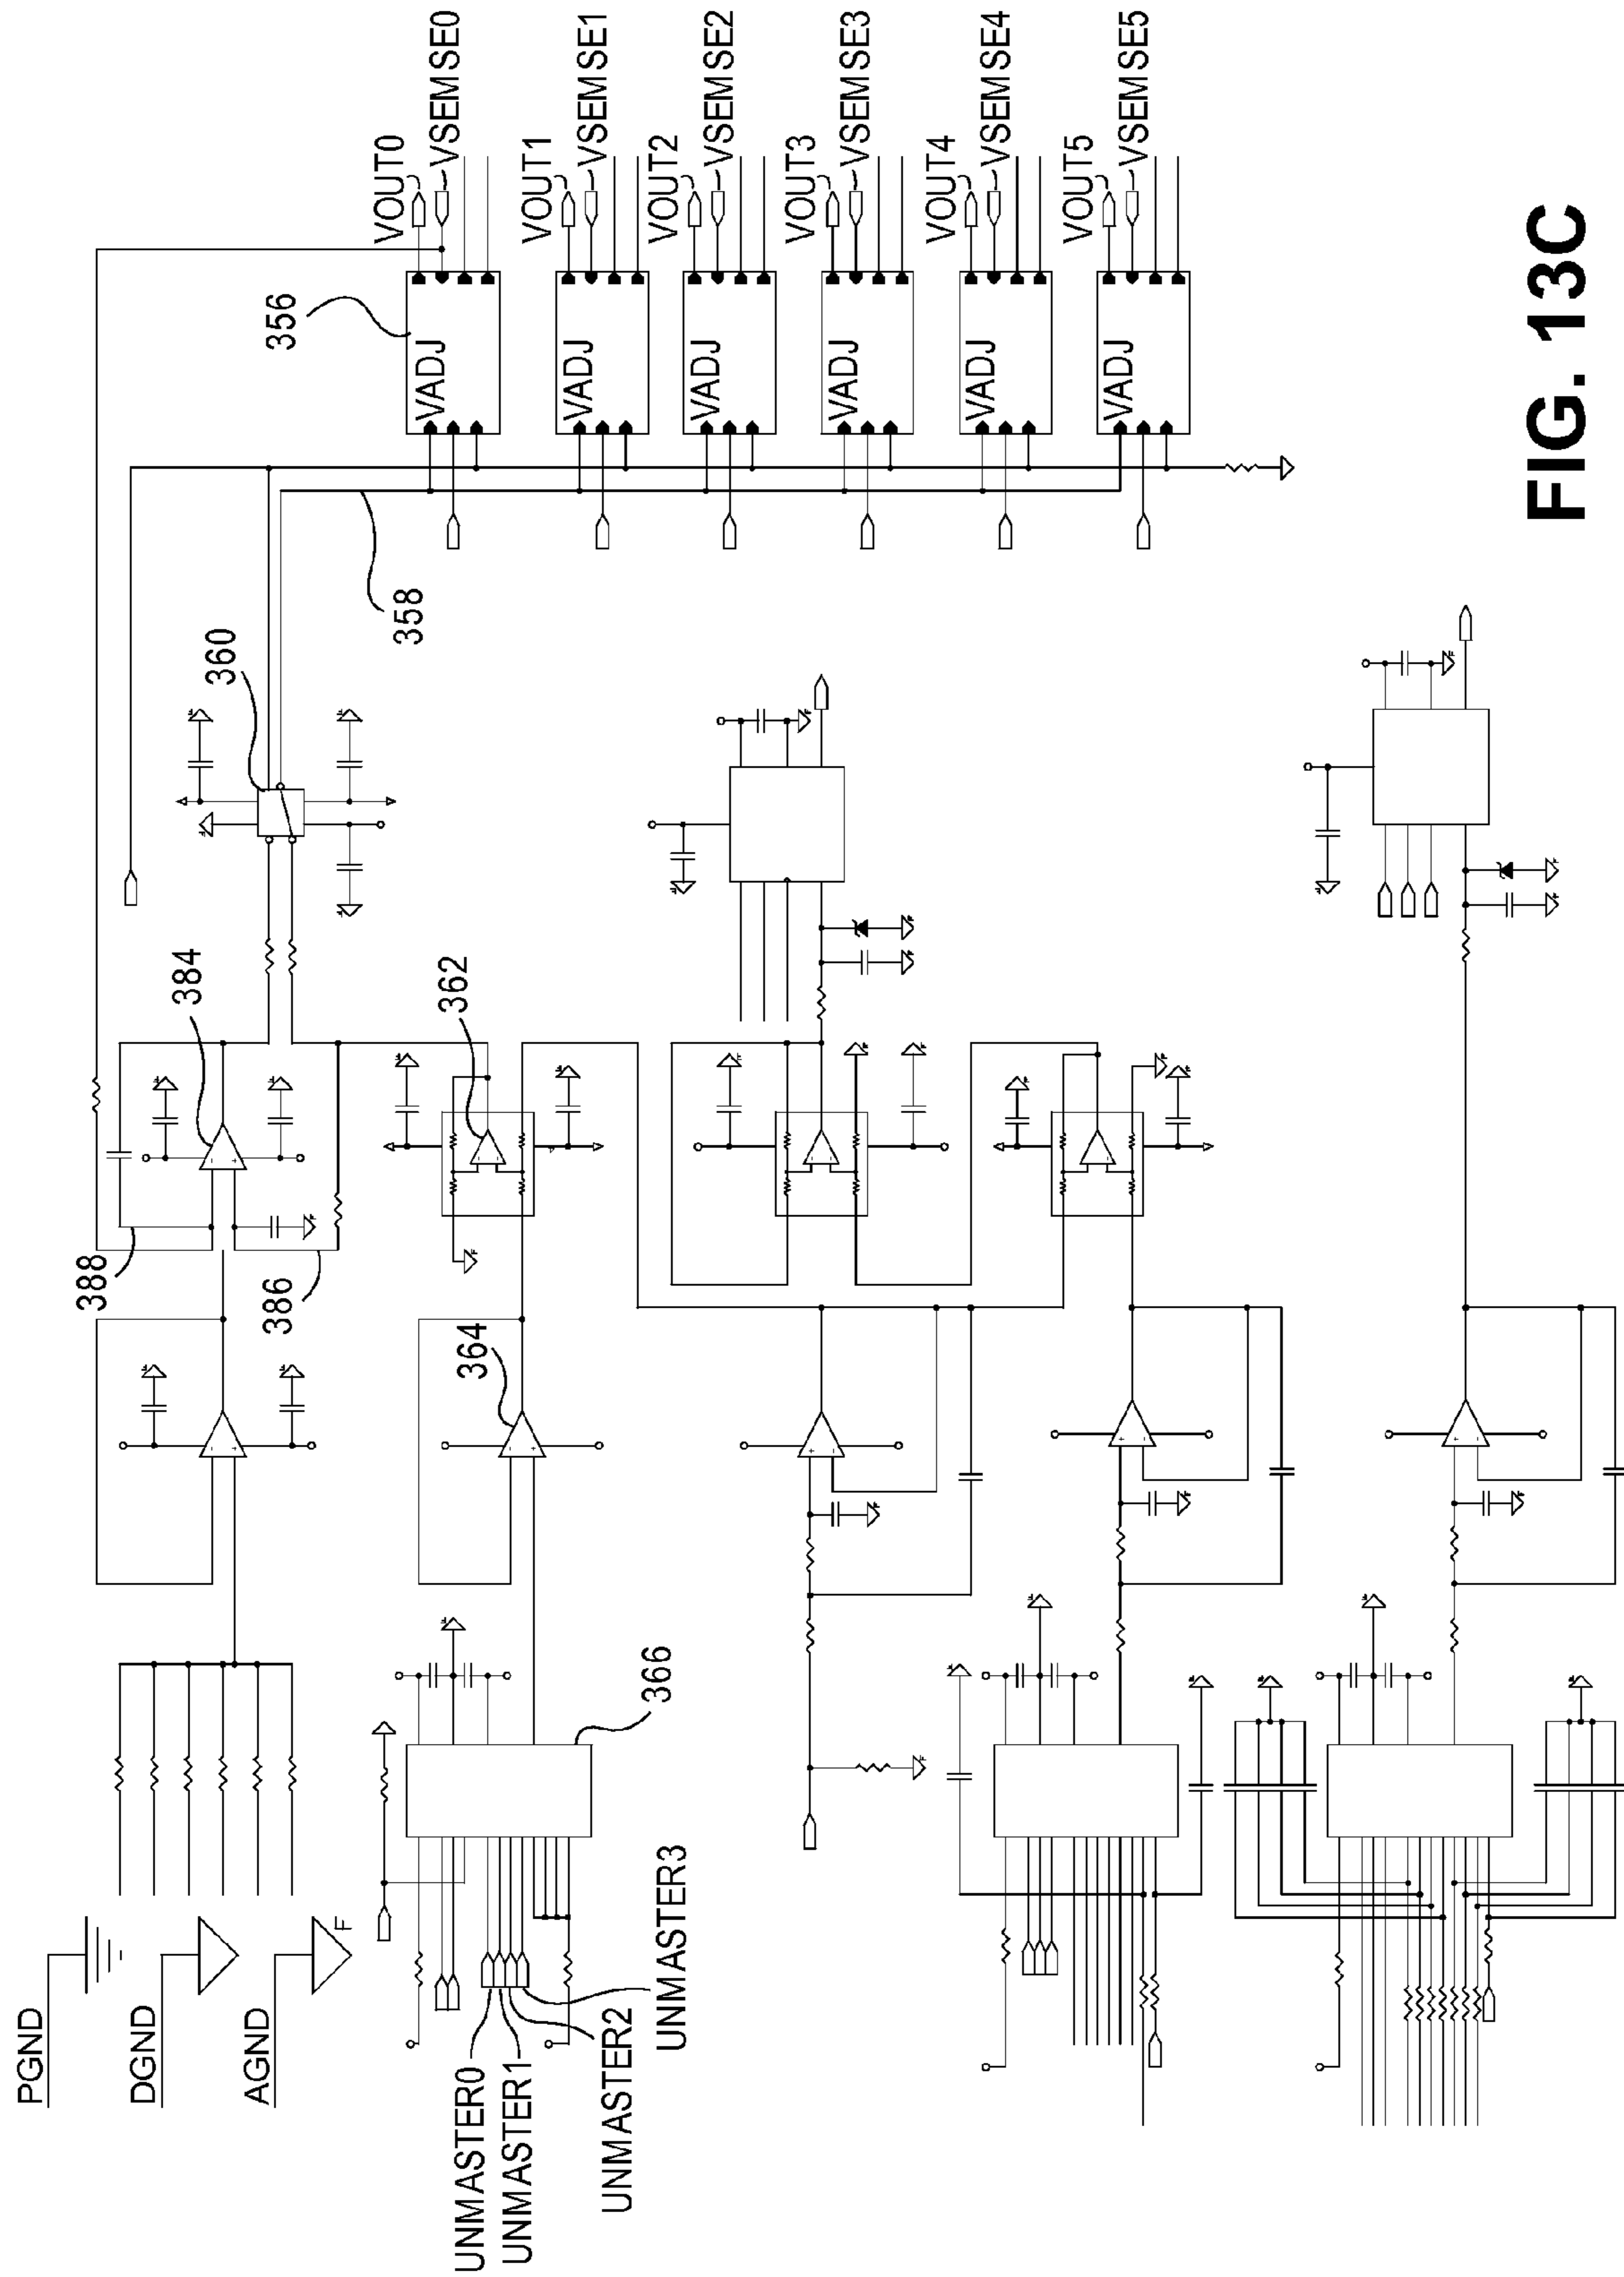 PGND
DGND
AGND
F
388
386
384
360
358
356
362
364
366
UNMASTER0
UNMASTER1
UNMASTER2
UNMASTER3
VOUT0
VSEMSE0
VADJ
VOUT1
VSEMSE1
VADJ
VOUT2
VSEMSE2
VADJ
VOUT3
VSEMSE3
VADJ
VOUT4
VSEMSE4
VADJ
VOUT5
VSEMSE5
VADJ
FIG. 13C